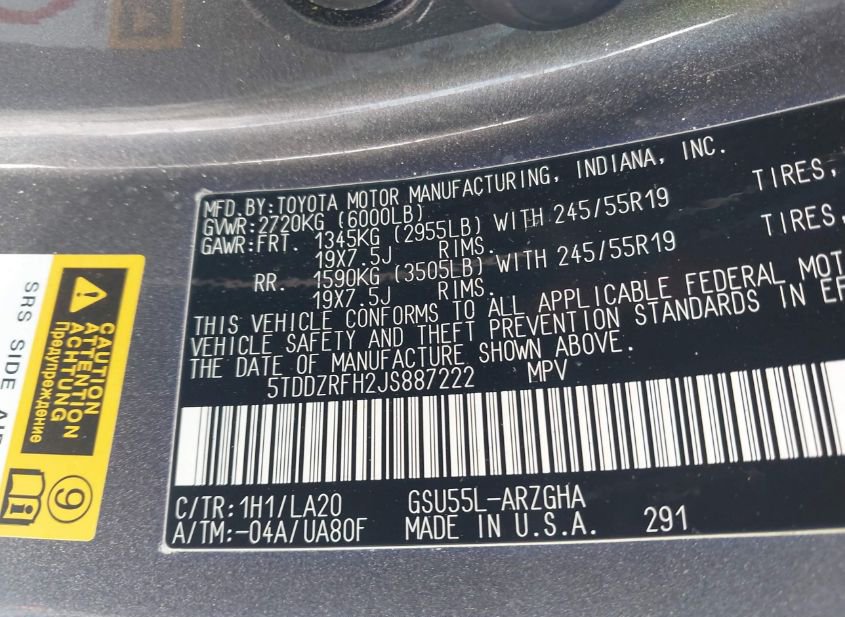 MFD.BY:TOYOTA MOTOR MANUFACTURING, INDIANA, INC.
GVWR:2720KG (6000LB)
GAWR:FRT. 1345KG (2955LB) WITH 245/55R19 TIRES,
19X7.5J RIMS.
RR. 1590KG (3505LB) WITH 245/55R19 TIRES,
19X7.5J RIMS.
THIS VEHICLE CONFORMS TO ALL APPLICABLE FEDERAL
VEHICLE SAFETY AND THEFT PREVENTION STANDARDS IN
THE DATE OF MANUFACTURE SHOWN ABOVE.
5TDDZRFH2JS887222 MPV
C/TR:1H1/LA20 GSU55L-ARZGHA
A/TM:-04A/UA80F MADE IN U.S.A. 291
SRS SIDE
CAUTION
ATTENTION
ACHTUNG
Предупреждение
9